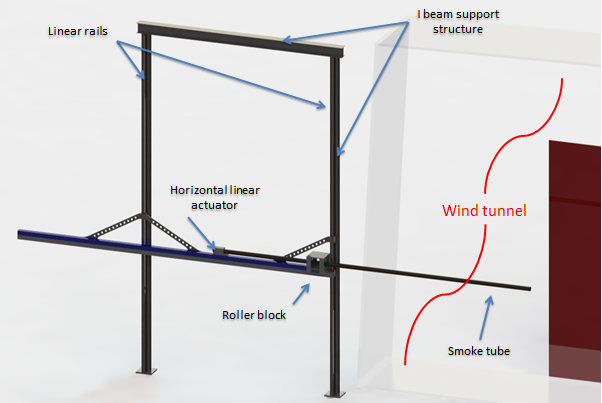 I beam support
structure
Linear rails
Horizontal linear
actuator
Wind tunnel
Roller block
Smoke tube